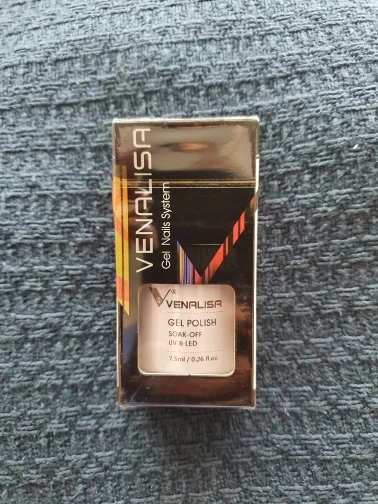 VENALISA
Gel Nails System
VENALISA
GEL POLISH
SOAK-OFF
UV & LED
7.5ml / 0.26 fl.oz